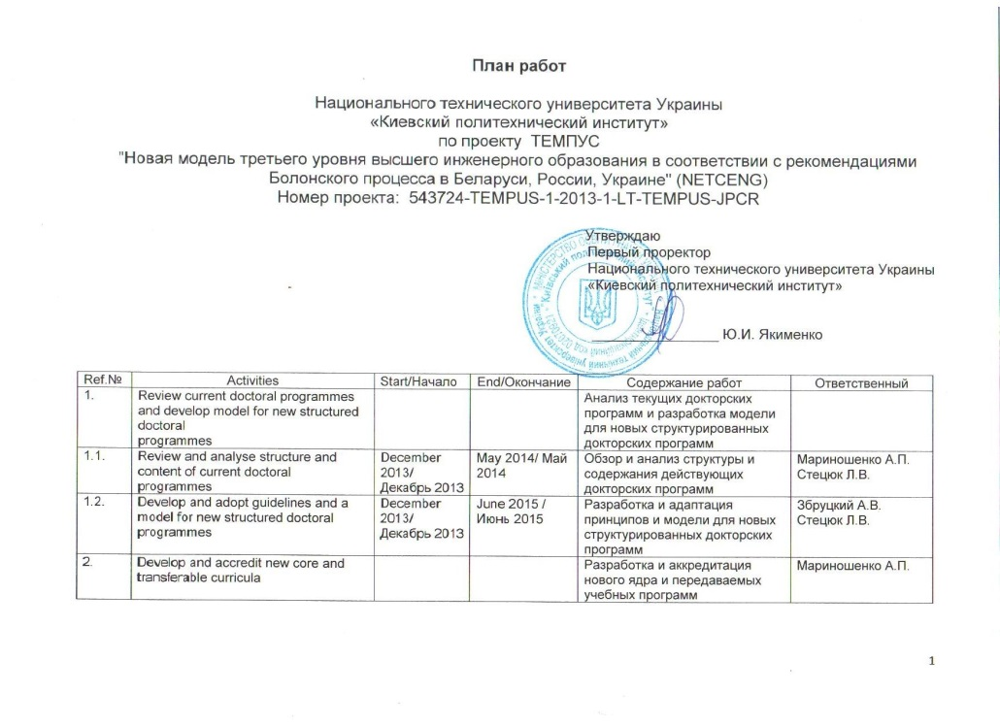 План работ
Национального технического университета Украины
«Киевский политехнический институт»
по проекту ТЕМПУС
"Новая модель третьего уровня высшего инженерного образования в соответствии с рекомендациями
Болонского процесса в Беларуси, России, Украине" (NETCENG)
Номер проекта: 543724-TEMPUS-1-2013-1-LT-TEMPUS-JPCR
Утверждаю
Первый проректор
Национального технического университета Украины
«Киевский политехнический институт»
Ю.И. Якименко
Ref.№ Activities Start/Начало End/Окончание Содержание работ Ответственный
1.
Review current doctoral programmes
and develop model for new structured
doctoral
programmes
Анализ текущих докторских
программ и разработка модели
для новых структурированных
докторских программ
1.1.
Review and analyse structure and
content of current doctoral
programmes
December
2013/
Декабрь 2013
May 2014/ Май
2014
Обзор и анализ структуры и
содержания действующих
докторских программ
Мариношенко А.П.
Стецюк Л.В.
1.2.
Develop and adopt guidelines and a
model for new structured doctoral
programmes
December
2013/
Декабрь 2013
June 2015 /
Июнь 2015
Разработка и адаптация
принципов и модели для новых
структурированных докторских
программ
Збруцкий А.В.
Стецюк Л.В.
2.
Develop and accredit new core and
transferable curricula
Разработка и аккредитация
нового ядра и передаваемых
учебных программ
Мариношенко А.П.
1